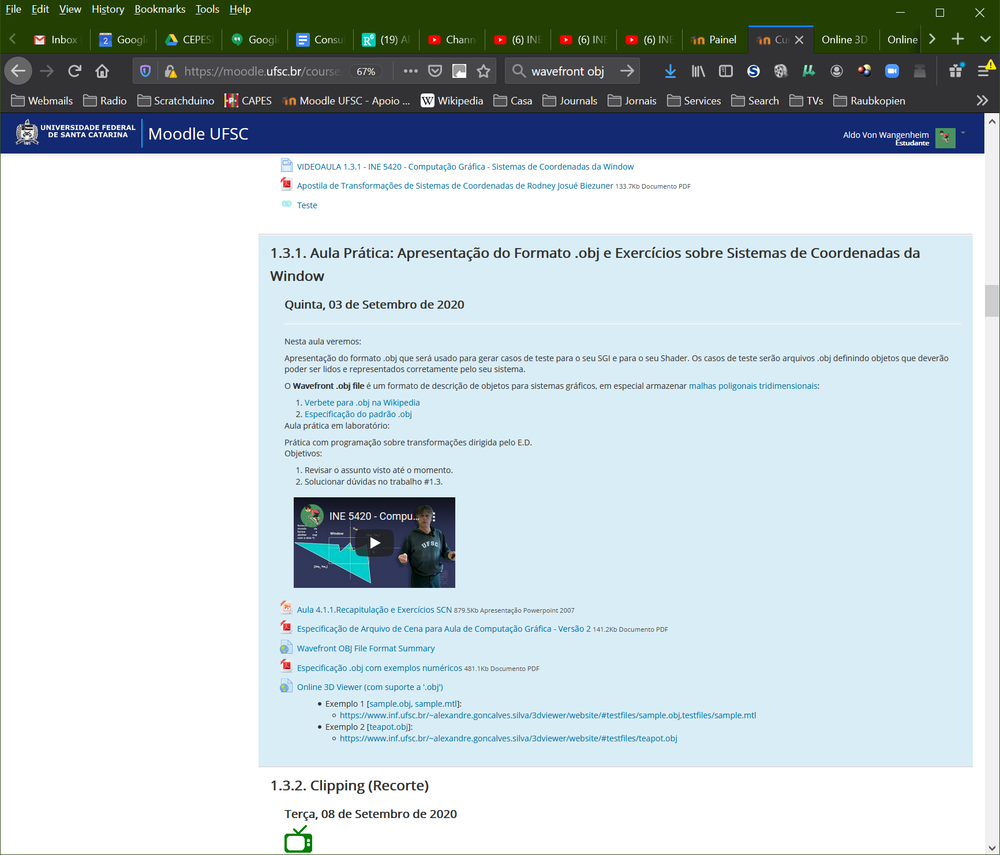 File Edit View History Bookmarks Tools Help
Inbox Googl CEPES Googl Consul (19) Al Chann (6) INE (6) INE (6) INE Painel Cur Online 3D Online
https://moodle.ufsc.br/course/ 67% wavefront obj
Webmails Radio Scratchduino CAPES Moodle UFSC - Apoio ... Wikipedia Casa Journals Jornais Services Search TVs Raubkopien
UNIVERSIDADE FEDERAL
DE SANTA CATARINA
Moodle UFSC
Aldo Von Wangenheim
Estudante
VIDEOAULA 1.3.1 - INE 5420 - Computação Gráfica - Sistemas de Coordenadas da Window
Apostila de Transformações de Sistemas de Coordenadas de Rodney Josué Biezuner 133.7Kb Documento PDF
Teste
1.3.1. Aula Prática: Apresentação do Formato .obj e Exercícios sobre Sistemas de Coordenadas da
Window
Quinta, 03 de Setembro de 2020
Nesta aula veremos:
Apresentação do formato .obj que será usado para gerar casos de teste para o seu SGI e para o seu Shader. Os casos de teste serão arquivos .obj definindo objetos que deverão
poder ser lidos e representados corretamente pelo seu sistema.
O Wavefront .obj file é um formato de descrição de objetos para sistemas gráficos, em especial armazenar malhas poligonais tridimensionais:
1. Verbete para .obj na Wikipedia
2. Especificação do padrão .obj
Aula prática em laboratório:
Prática com programação sobre transformações dirigida pelo E.D.
Objetivos:
1. Revisar o assunto visto até o momento.
2. Solucionar dúvidas no trabalho #1.3.
INE 5420 - Compu...
mundo de
forma a
alinhar vup
com o eixo Y)
Window
UFSC
Aula 4.1.1.Recapitulação e Exercícios SCN 879.5Kb Apresentação Powerpoint 2007
Especificação de Arquivo de Cena para Aula de Computação Gráfica - Versão 2 141.2Kb Documento PDF
Wavefront OBJ File Format Summary
Especificação .obj com exemplos numéricos 481.1Kb Documento PDF
Online 3D Viewer (com suporte a '.obj')
Exemplo 1 [sample.obj, sample.mtl]:
https://www.inf.ufsc.br/~alexandre.goncalves.silva/3dviewer/website/#testfiles/sample.obj,testfiles/sample.mtl
Exemplo 2 [teapot.obj]:
https://www.inf.ufsc.br/~alexandre.goncalves.silva/3dviewer/website/#testfiles/teapot.obj
1.3.2. Clipping (Recorte)
Terça, 08 de Setembro de 2020